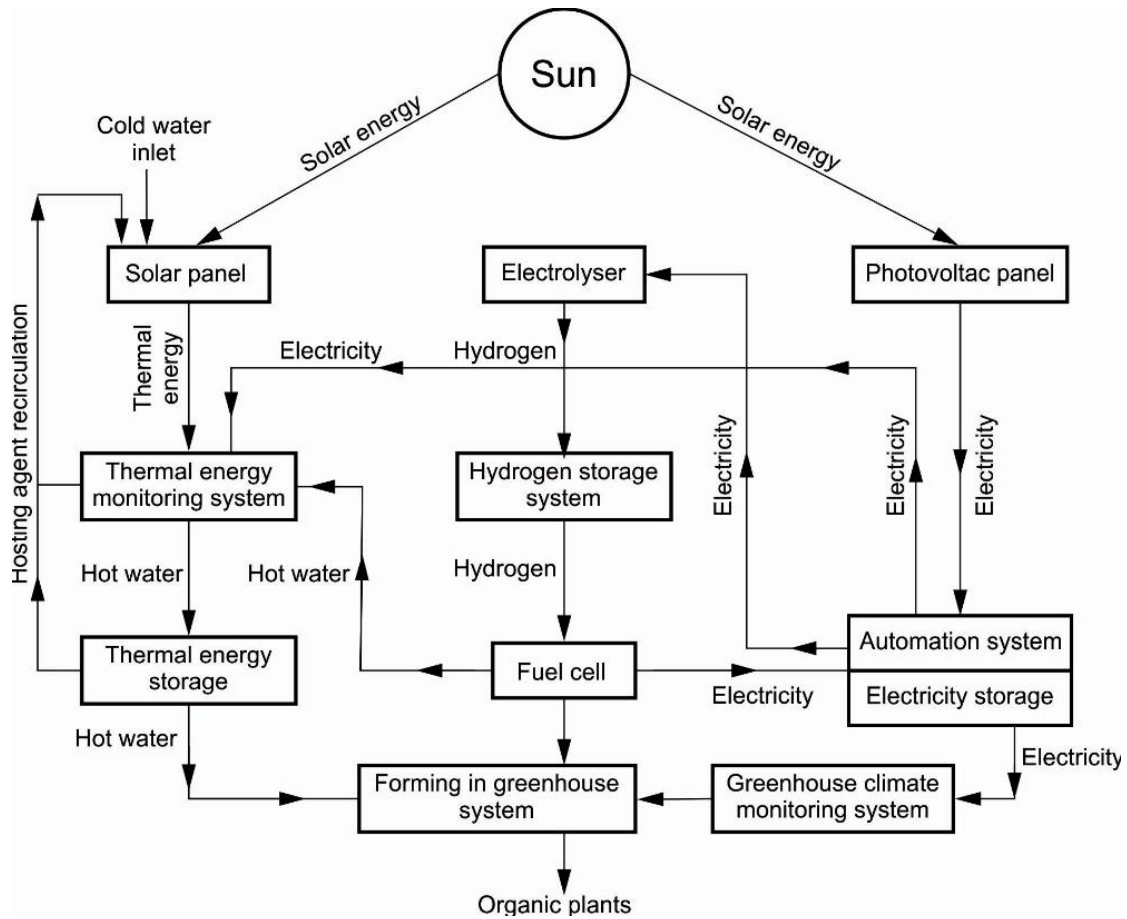 Sun
Solar energy
Solar energy
Cold water
inlet
Solar panel
Electrolyser
Photovoltac panel
Hosting agent recirculation
Thermal
energy
Electricity
Hydrogen
Electricity
Electricity
Electricity
Thermal energy
monitoring system
Hydrogen storage
system
Hot water
Hot water
Hydrogen
Thermal energy
storage
Fuel cell
Electricity
Automation system
Electricity storage
Hot water
Electricity
Forming in greenhouse
system
Greenhouse climate
monitoring system
Organic plants